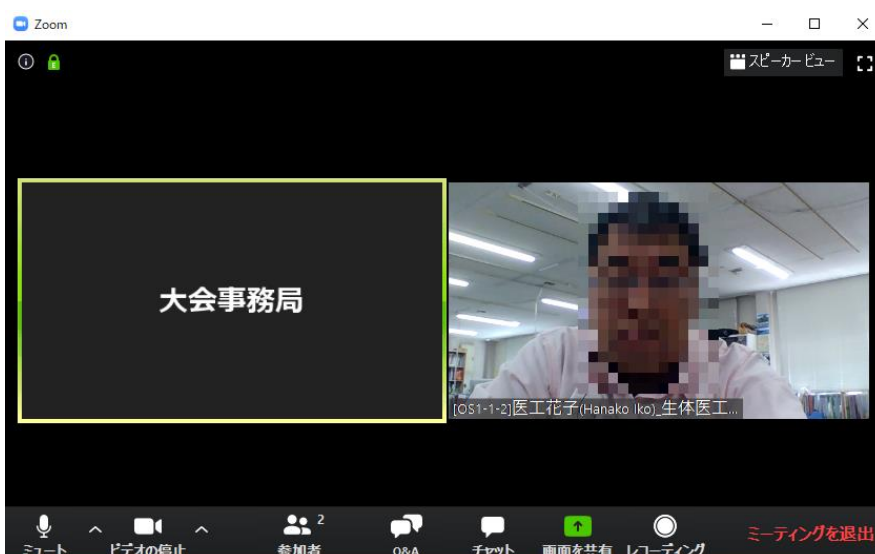 Zoom
スピーカー ビュー
大会事務局
[OS1-1-2]医工花子(Hanako Iko)_生体医工...
2
ミュート
ビデオの停止
参加者
Q&A
チャット
画面を共有
レコーディング
ミーティングを退出